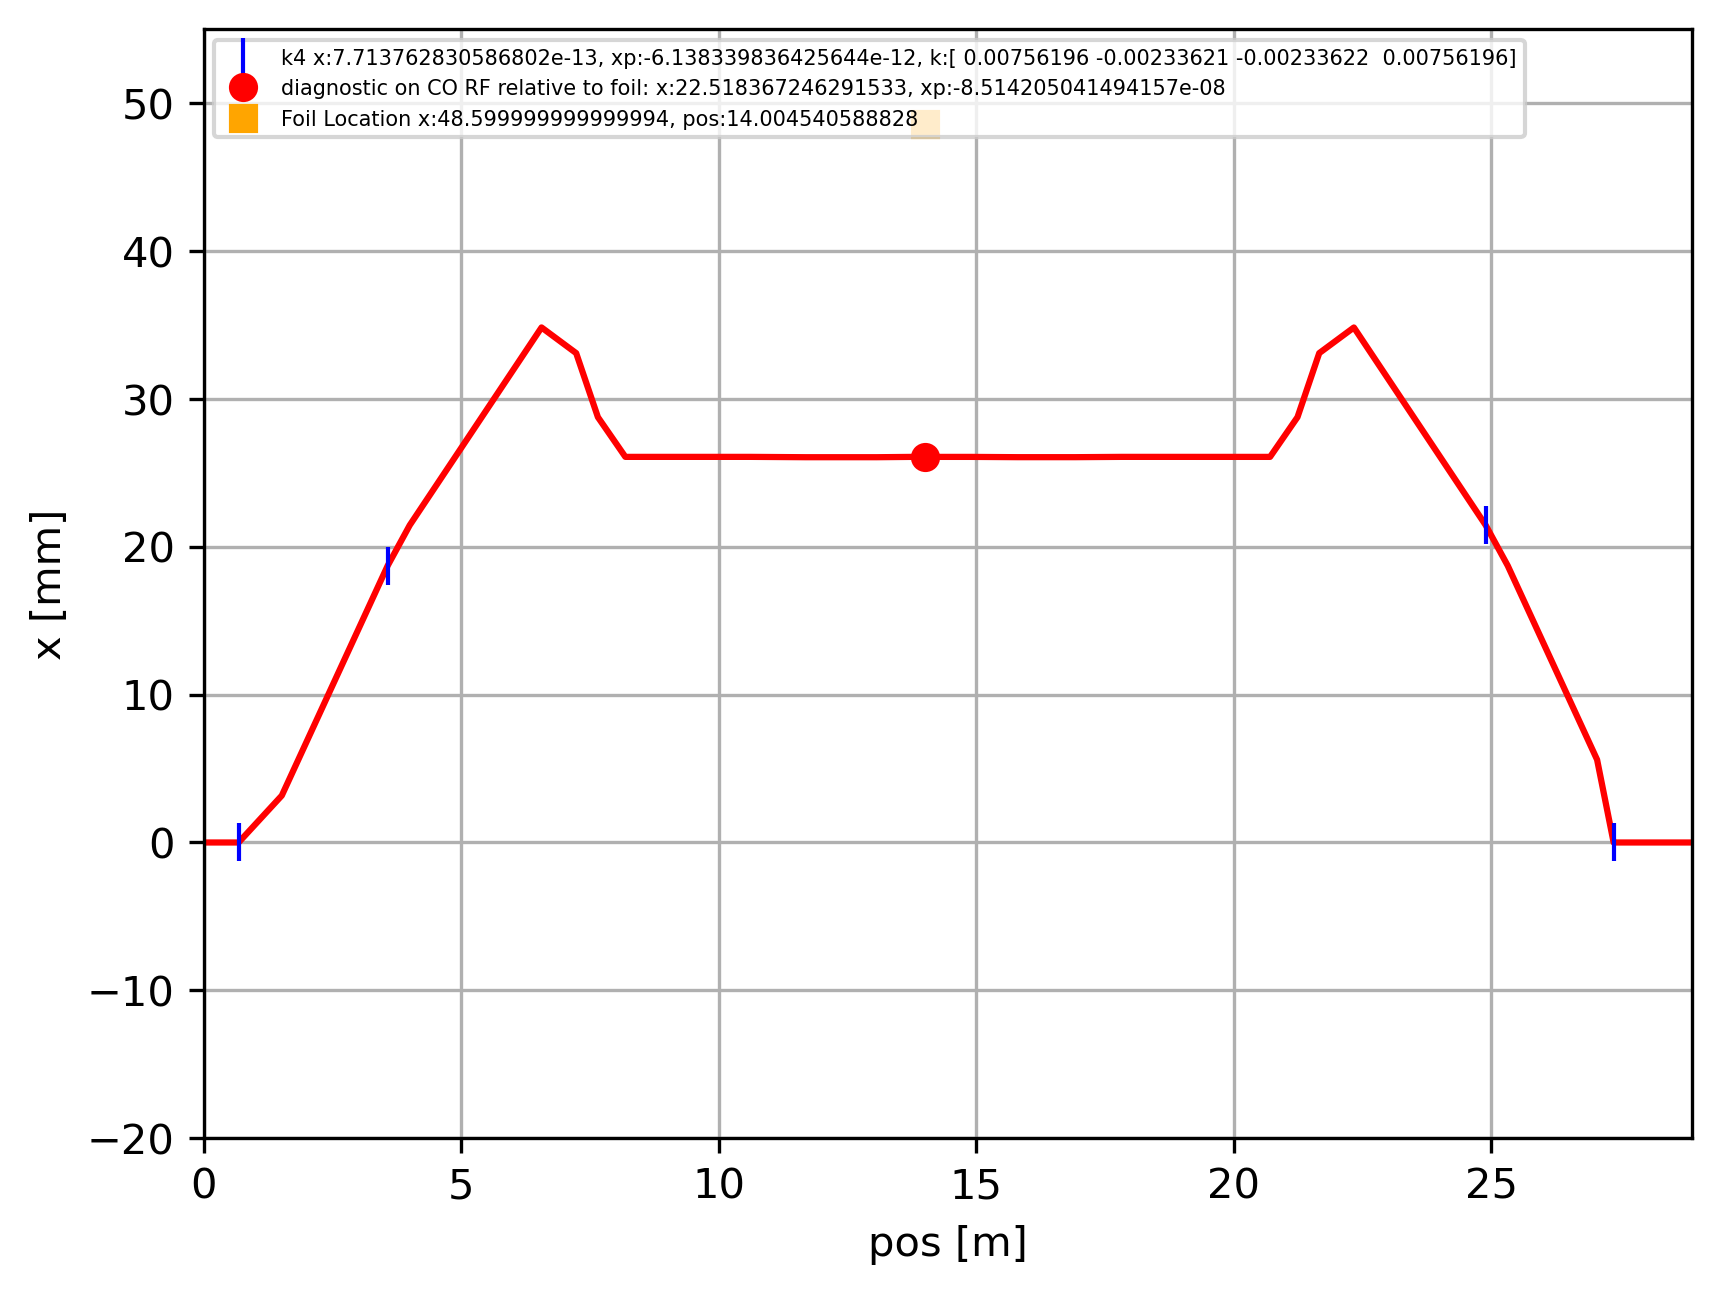 k4 x:7.713762830586802e-13, xp:-6.138339836425644e-12, k:[ 0.00756196 -0.00233621 -0.00233622  0.00756196]
diagnostic on CO RF relative to foil: x:22.518367246291533, xp:-8.514205041494157e-08
Foil Location x:48.599999999999994, pos:14.004540588828
50
40
30
20
10
0
−10
−20
x [mm]
0 5 10 15 20 25
pos [m]